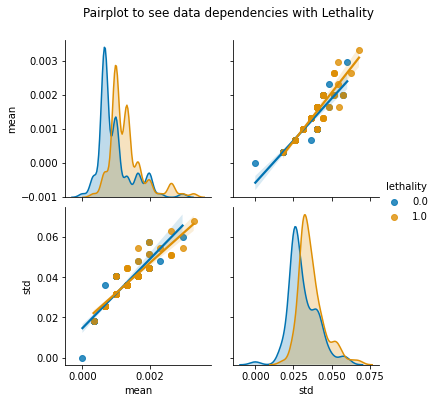 Pairplot to see data dependencies with Lethality
0.003
0.002
0.001
0.000
−0.001
mean
lethality
0.0
1.0
0.06
0.04
0.02
0.00
std
0.000 0.002
mean
0.000 0.025 0.050 0.075
std